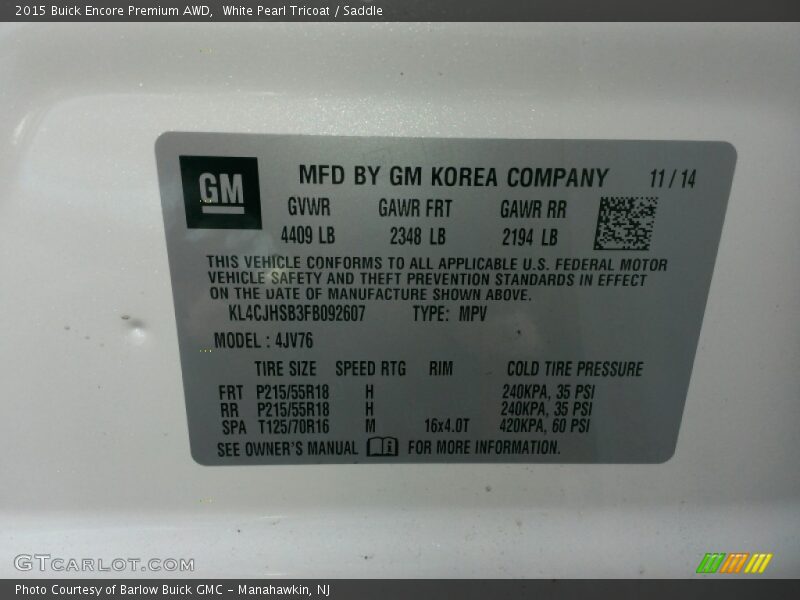 2015 Buick Encore Premium AWD,  White Pearl Tricoat / Saddle
GM
MFD BY GM KOREA COMPANY 11/14
GVWR GAWR FRT GAWR RR
4409 LB 2348 LB 2194 LB
THIS VEHICLE CONFORMS TO ALL APPLICABLE U.S. FEDERAL MOTOR
VEHICLE SAFETY AND THEFT PREVENTION STANDARDS IN EFFECT
ON THE DATE OF MANUFACTURE SHOWN ABOVE.
KL4CJHSB3FB092607 TYPE: MPV
MODEL : 4JV76
TIRE SIZE SPEED RTG RIM COLD TIRE PRESSURE
FRT P215/55R18 H 240KPA, 35 PSI
RR P215/55R18 H 240KPA, 35 PSI
SPA T125/70R16 M 16x4.0T 420KPA, 60 PSI
SEE OWNER'S MANUAL FOR MORE INFORMATION.
GTCARLOT.COM
Photo Courtesy of Barlow Buick GMC - Manahawkin, NJ